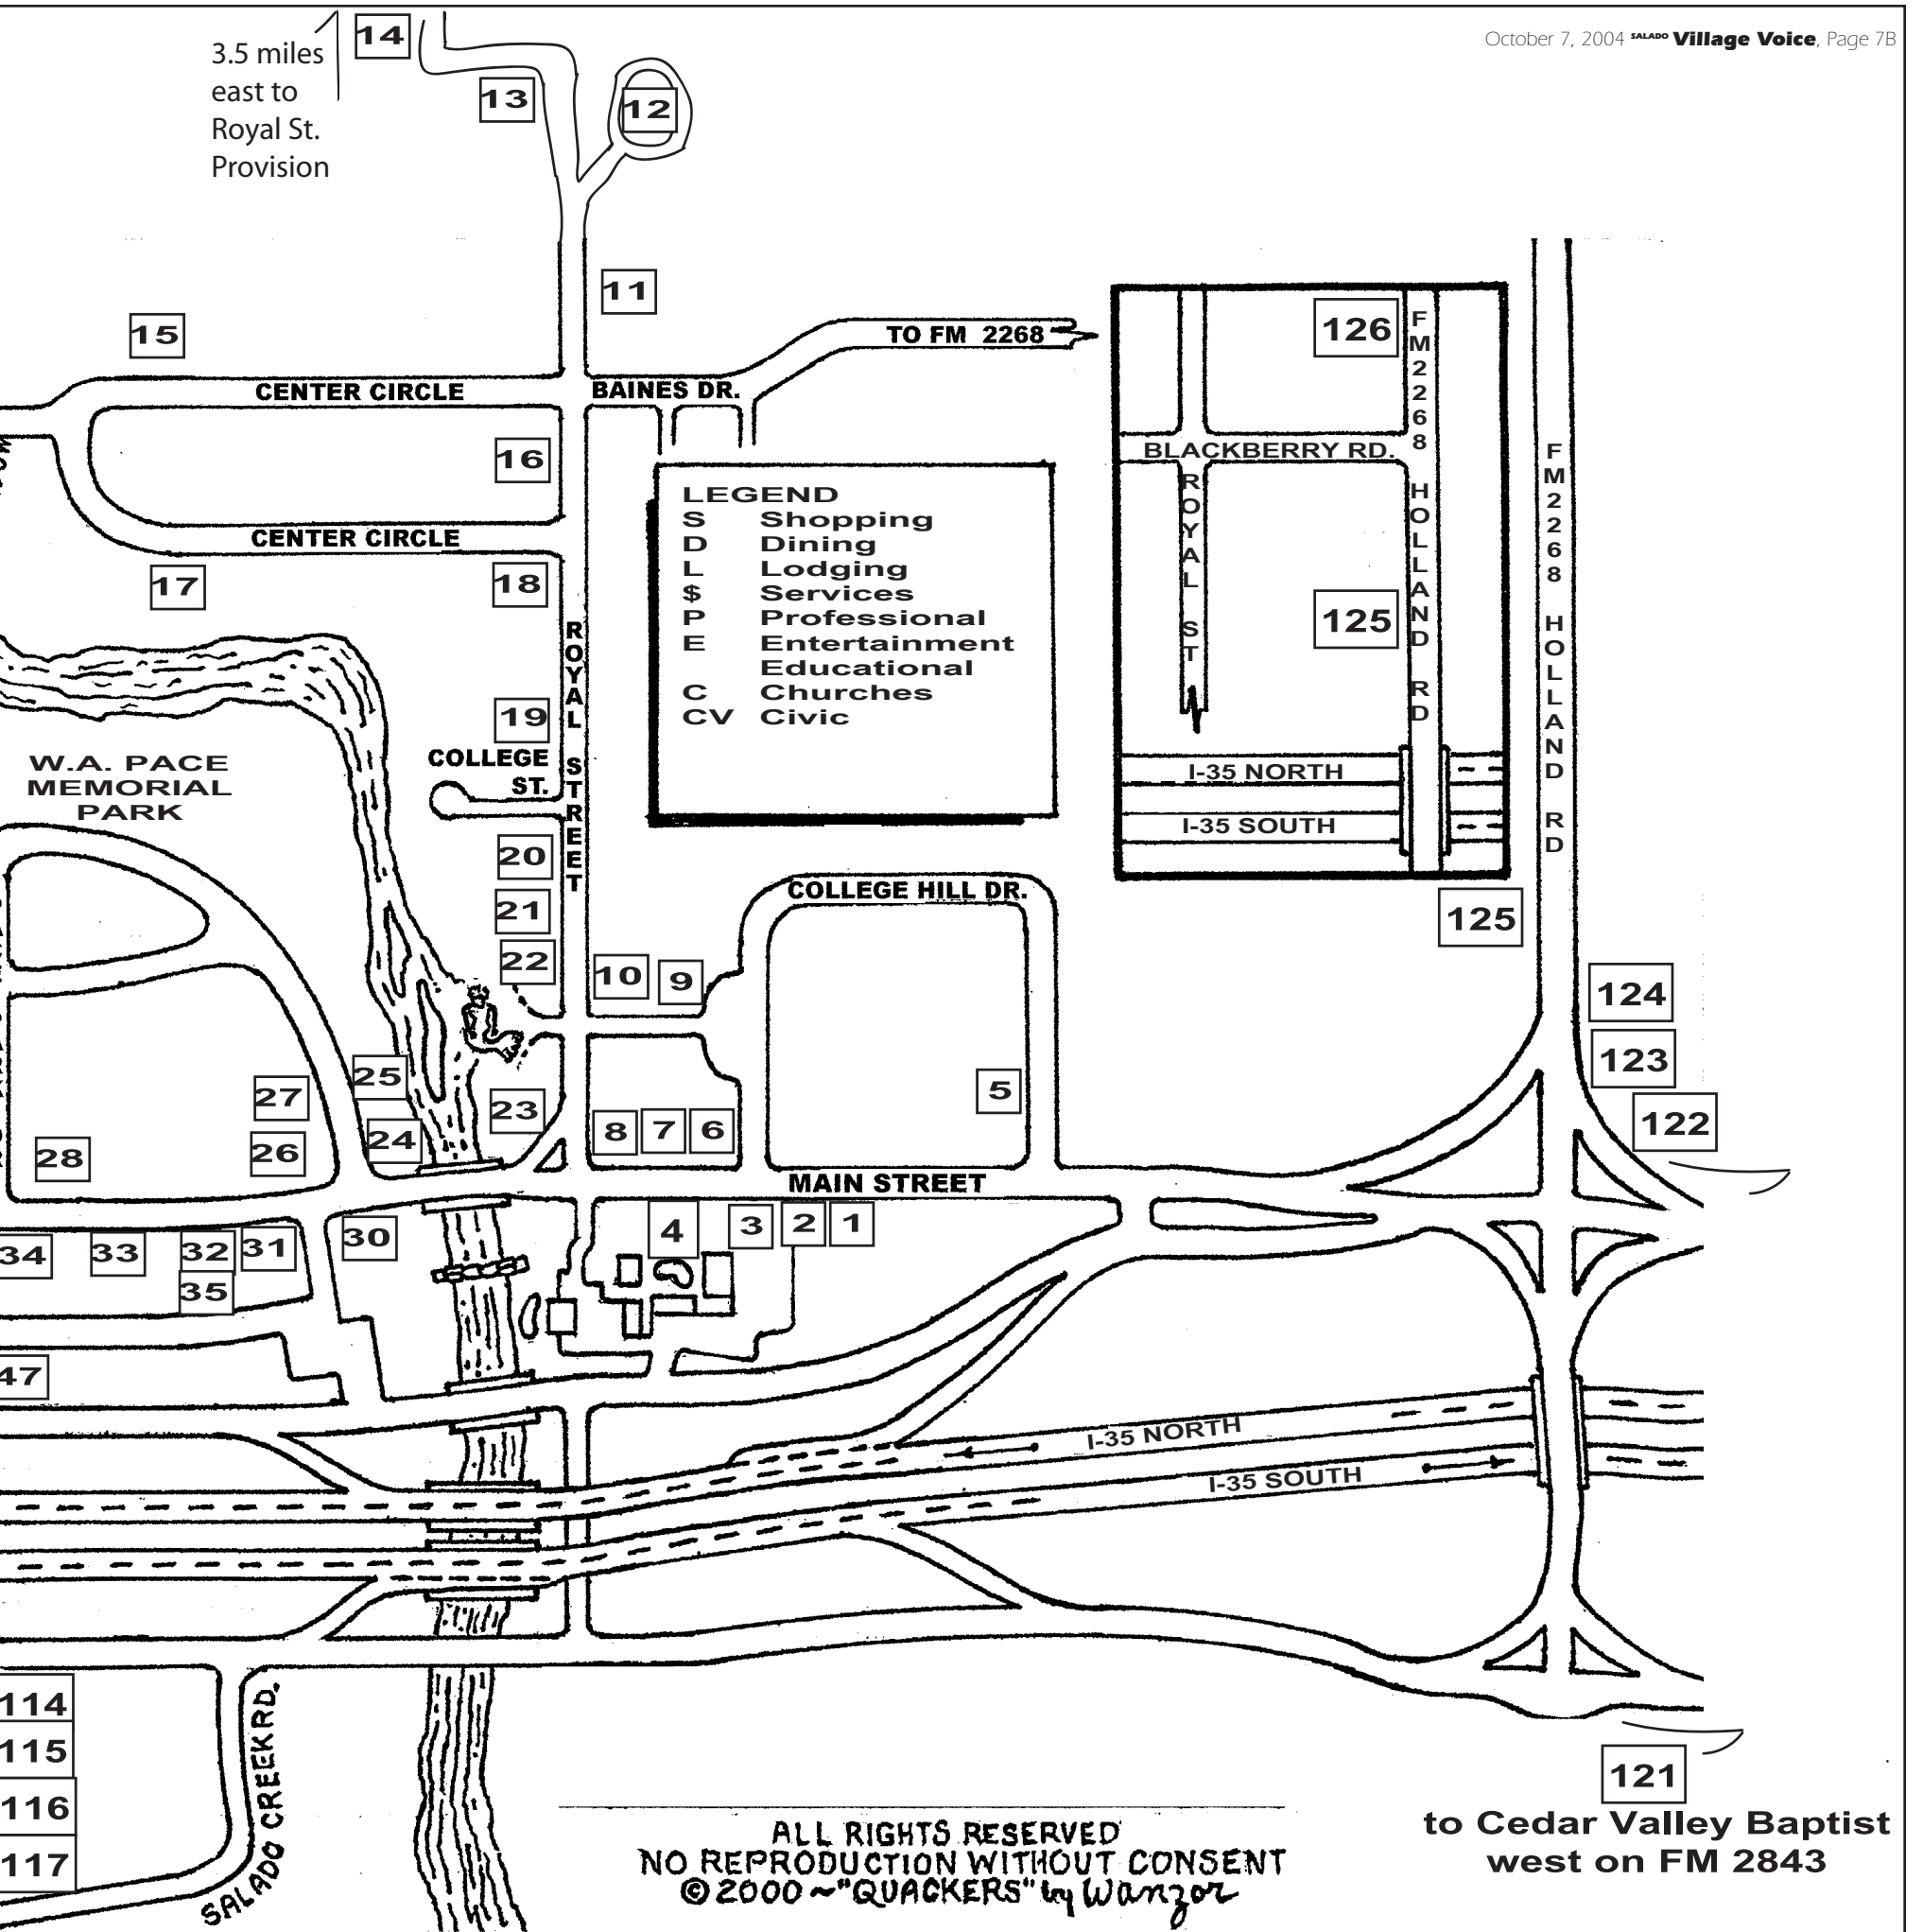 October 7, 2004 SALADO Village Voice, Page 7B
3.5 miles
east to
Royal St.
Provision
14
13
12
11
15
TO FM 2268
CENTER CIRCLE
BAINES DR.
16
CENTER CIRCLE
17
18
ROYAL STREET
19
COLLEGE
ST.
20
21
22
LEGEND
S Shopping
D Dining
L Lodging
$ Services
P Professional
E Entertainment
Educational
C Churches
CV Civic
126
FM2268 HOLLAND RD
BLACKBERRY RD.
ROYAL ST
125
I-35 NORTH
I-35 SOUTH
FM2268 HOLLAND RD
125
124
123
122
W.A. PACE
MEMORIAL
PARK
COLLEGE HILL DR.
10
9
5
25
27
23
24
26
28
8
7
6
MAIN STREET
4
3
2
1
34
33
32
31
30
35
47
I-35 NORTH
I-35 SOUTH
114
115
116
117
SALADO CREEK RD.
121
to Cedar Valley Baptist
west on FM 2843
ALL RIGHTS RESERVED
NO REPRODUCTION WITHOUT CONSENT
© 2000 ~ "QUACKERS" by Wanzor